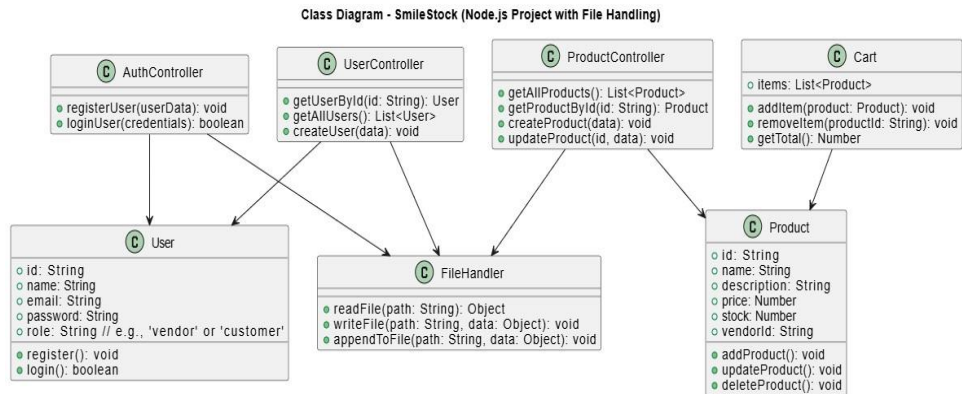 Class Diagram - SmileStock (Node.js Project with File Handling)
C AuthController
registerUser(userData): void
loginUser(credentials): boolean
C UserController
getUserById(id: String): User
getAllUsers(): List<User>
createUser(data): void
C ProductController
getAllProducts(): List<Product>
getProductById(id: String): Product
createProduct(data): void
updateProduct(id, data): void
C Cart
items: List<Product>
addItem(product: Product): void
removeItem(productId: String): void
getTotal(): Number
C User
id: String
name: String
email: String
password: String
role: String // e.g., 'vendor' or 'customer'
register(): void
login(): boolean
C FileHandler
readFile(path: String): Object
writeFile(path: String, data: Object): void
appendToFile(path: String, data: Object): void
C Product
id: String
name: String
description: String
price: Number
stock: Number
vendorId: String
addProduct(): void
updateProduct(): void
deleteProduct(): void